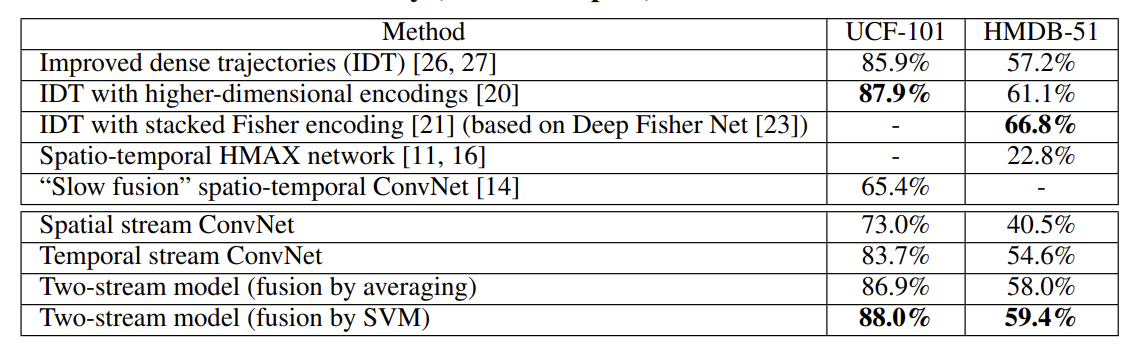 Method UCF-101 HMDB-51
Improved dense trajectories (IDT) [26, 27] 85.9% 57.2%
IDT with higher-dimensional encodings [20] 87.9% 61.1%
IDT with stacked Fisher encoding [21] (based on Deep Fisher Net [23]) - 66.8%
Spatio-temporal HMAX network [11, 16] - 22.8%
“Slow fusion” spatio-temporal ConvNet [14] 65.4% -
Spatial stream ConvNet 73.0% 40.5%
Temporal stream ConvNet 83.7% 54.6%
Two-stream model (fusion by averaging) 86.9% 58.0%
Two-stream model (fusion by SVM) 88.0% 59.4%